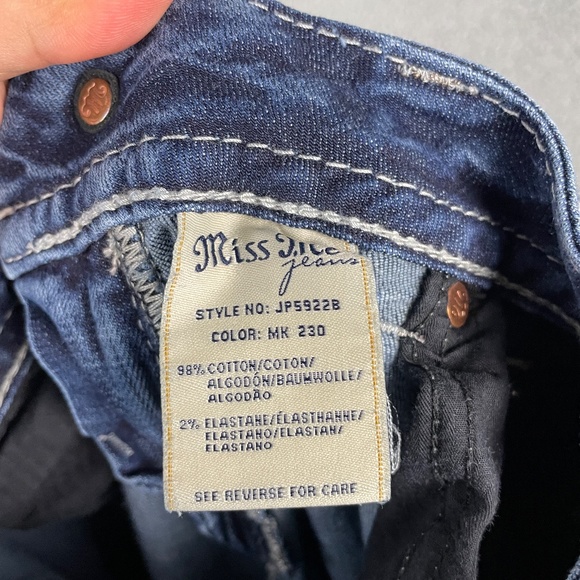 Miss Me
jeans
STYLE NO: JP5922B
COLOR: MK 230
98% COTTON/COTON/
ALGODÓN/BAUMWOLLE/
ALGODÃO
2% ELASTANE/ÉLASTHANNE/
ELASTANO/ELASTAN/
ELASTANO
SEE REVERSE FOR CARE